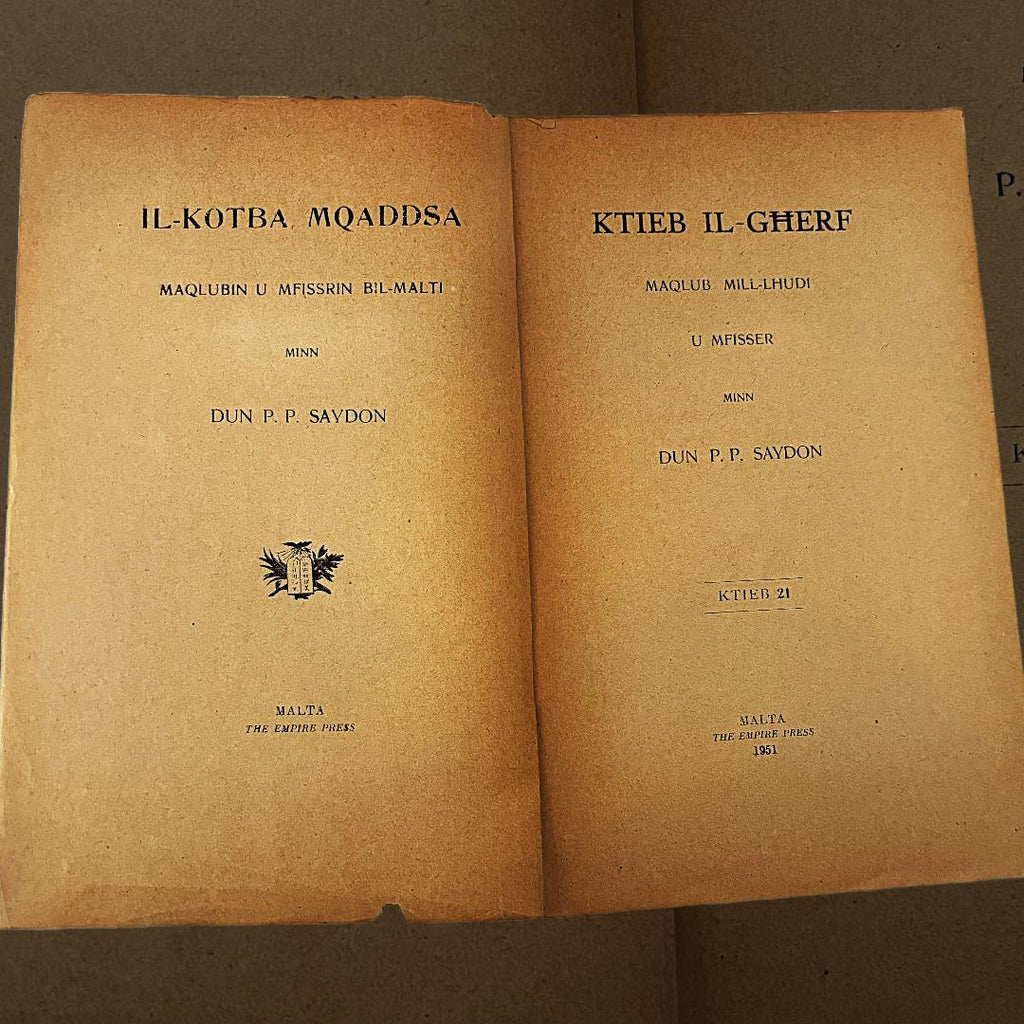 IL-KOTBA MQADDSA
MAQLUBIN U MFISSRIN BIL-MALTI
MINN
DUN P. P. SAYDON
MALTA
THE EMPIRE PRESS
KTIEB IL-GĦERF
MAQLUB MILL-LHUDI
U MFISSER
MINN
DUN P. P. SAYDON
KTIEB 21
MALTA
THE EMPIRE PRESS
1951
P.
K